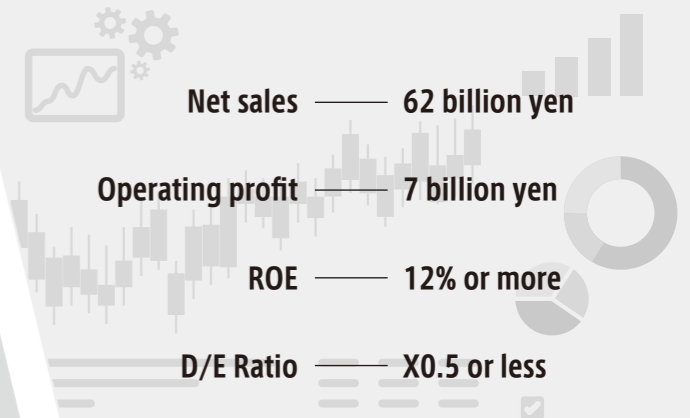 Net sales — 62 billion yen
Operating profit — 7 billion yen
ROE — 12% or more
D/E Ratio — X0.5 or less